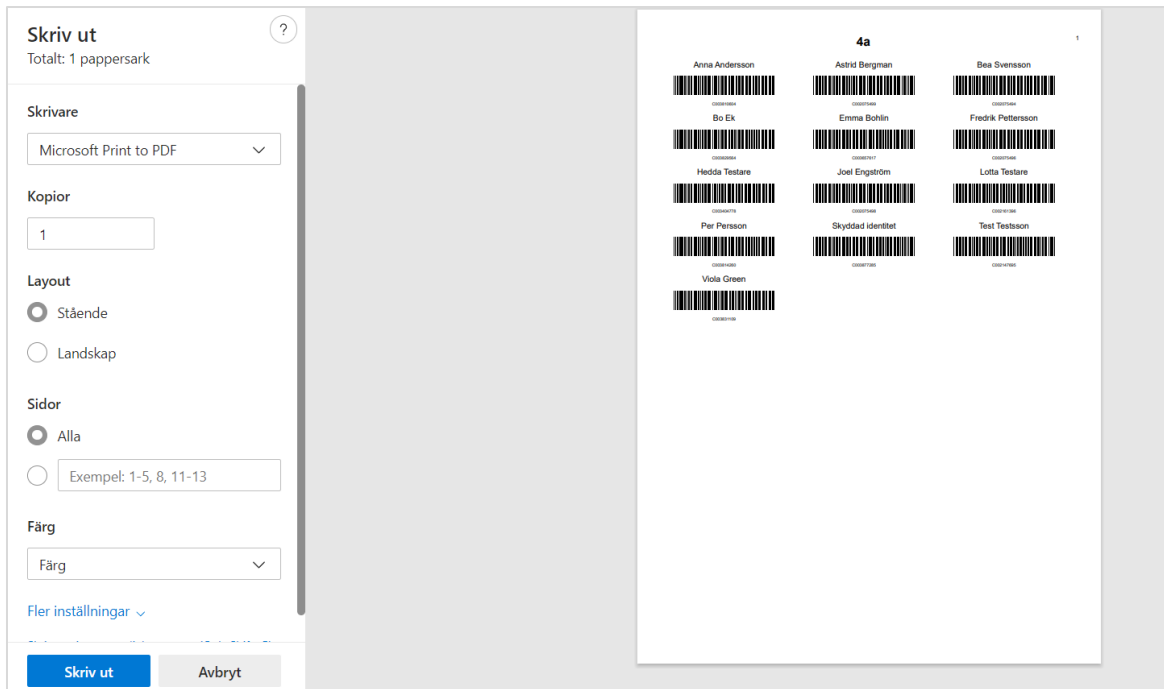 Skriv ut
?
Totalt: 1 pappersark
Skrivare
Microsoft Print to PDF
Kopior
1
Layout
Stående
Landskap
Sidor
Alla
Exempel: 1-5, 8, 11-13
Färg
Färg
Fler inställningar
Skriv ut
Avbryt
4a
1
Anna Andersson
Astrid Bergman
Bea Svensson
Bo Ek
Emma Bohlin
Fredrik Pettersson
Hedda Testare
Joel Engström
Lotta Testare
Per Persson
Skyddad identitet
Test Testsson
Viola Green